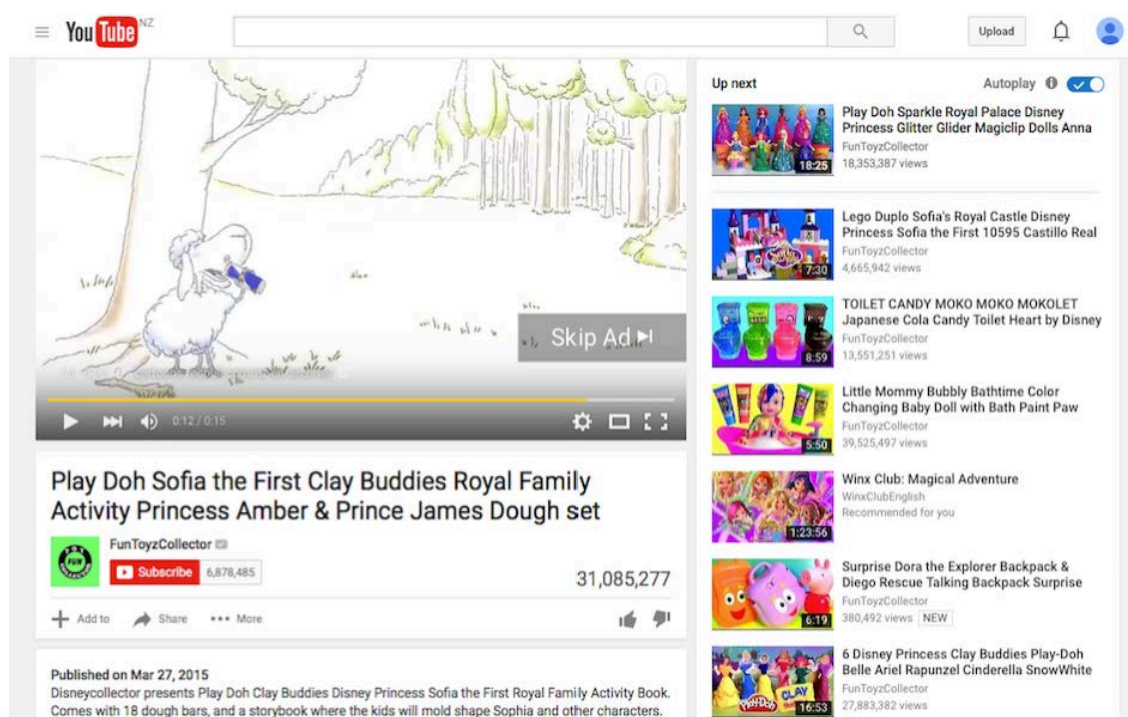 YouTube NZ
Upload
Skip Ad
0:12 / 0:15
Play Doh Sofia the First Clay Buddies Royal Family
Activity Princess Amber & Prince James Dough set
FUN
FunToyzCollector
Subscribe 6,878,485
31,085,277
Add to Share More
Published on Mar 27, 2015
Disneycollector presents Play Doh Clay Buddies Disney Princess Sofia the First Royal Family Activity Book.
Comes with 18 dough bars, and a storybook where the kids will mold shape Sophia and other characters.
Up next
Autoplay
18:25
Play Doh Sparkle Royal Palace Disney
Princess Glitter Glider Magiclip Dolls Anna
FunToyzCollector
18,353,387 views
Sofia
7:30
Lego Duplo Sofia's Royal Castle Disney
Princess Sofia the First 10595 Castillo Real
FunToyzCollector
4,665,942 views
8:59
TOILET CANDY MOKO MOKO MOKOLET
Japanese Cola Candy Toilet Heart by Disney
FunToyzCollector
13,551,251 views
5:50
Little Mommy Bubbly Bathtime Color
Changing Baby Doll with Bath Paint Paw
FunToyzCollector
39,525,497 views
1:23:56
Winx Club: Magical Adventure
WinxClubEnglish
Recommended for you
6:19
Surprise Dora the Explorer Backpack &
Diego Rescue Talking Backpack Surprise
FunToyzCollector
380,492 views NEW
Play-Doh
CLAY
16:53
6 Disney Princess Clay Buddies Play-Doh
Belle Ariel Rapunzel Cinderella SnowWhite
FunToyzCollector
27,883,382 views